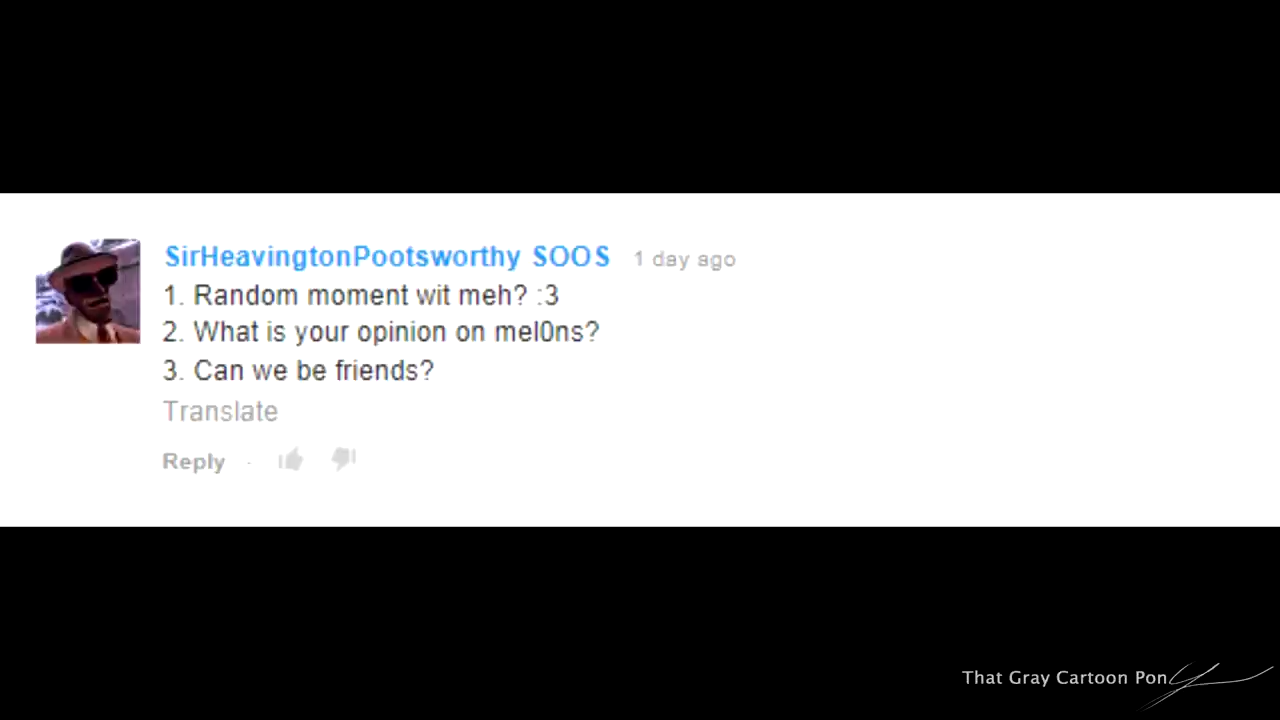 SirHeavingtonPootsworthy SOOS 1 day ago
1. Random moment wit meh? :3
2. What is your opinion on mel0ns?
3. Can we be friends?
Translate
Reply ·
That Gray Cartoon Pony